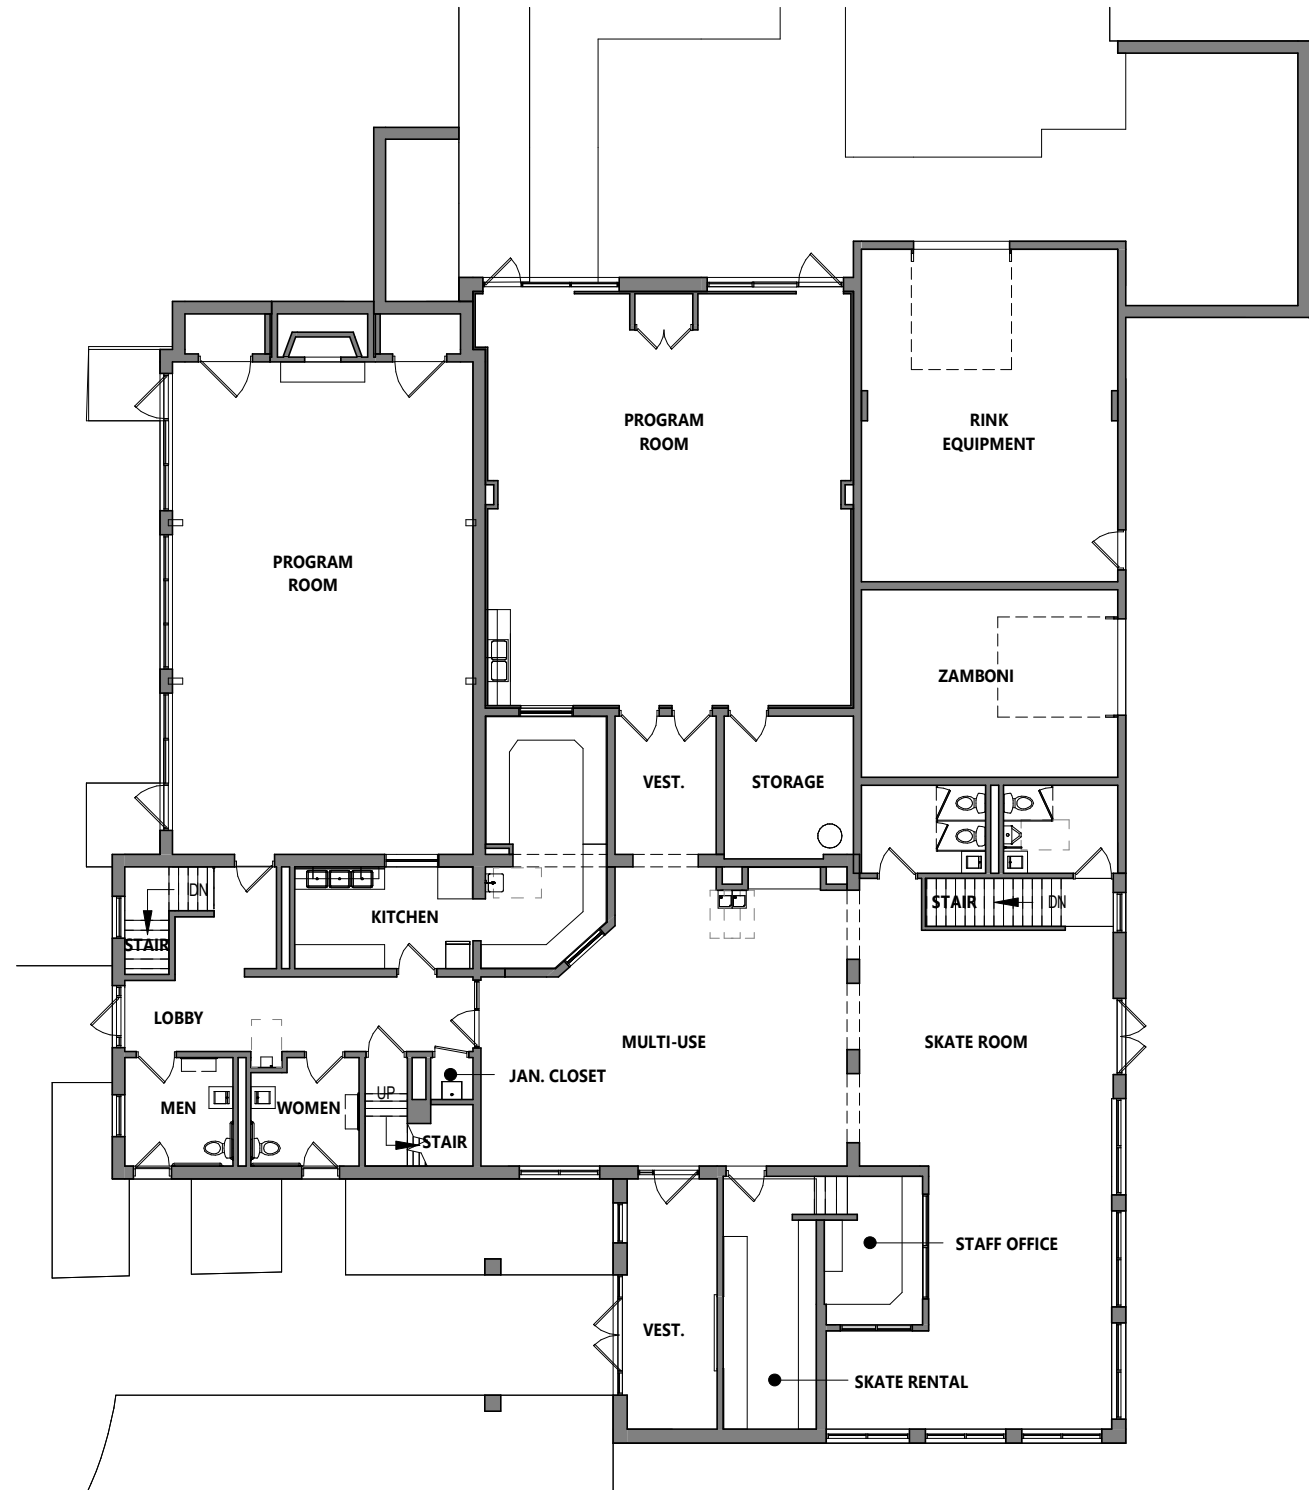 PROGRAM
ROOM
RINK
EQUIPMENT
PROGRAM
ROOM
ZAMBONI
VEST.
STORAGE
DN
STAIR
DN
KITCHEN
STAIR
LOBBY
MULTI-USE
SKATE ROOM
JAN. CLOSET
UP
MEN
WOMEN
STAIR
STAFF OFFICE
VEST.
SKATE RENTAL